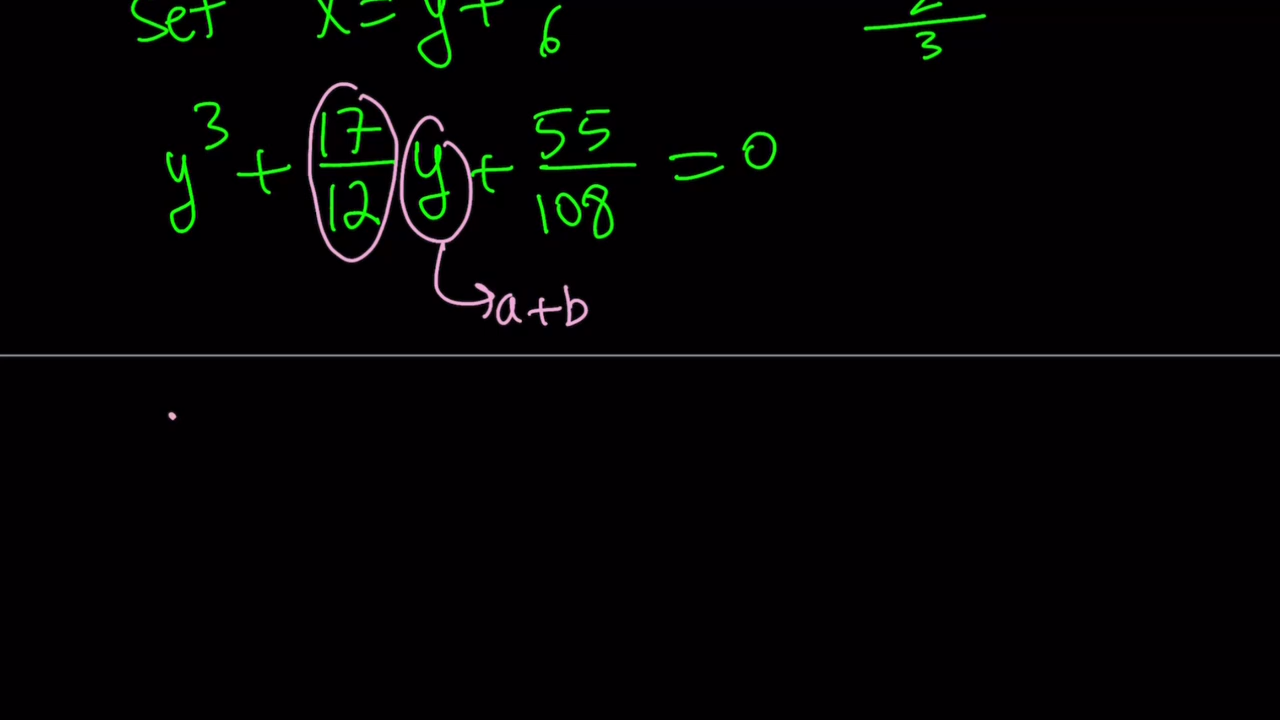 Set x = y + 6
2/3
y³ + 17/12 y + 55/108 = 0
→ a+b